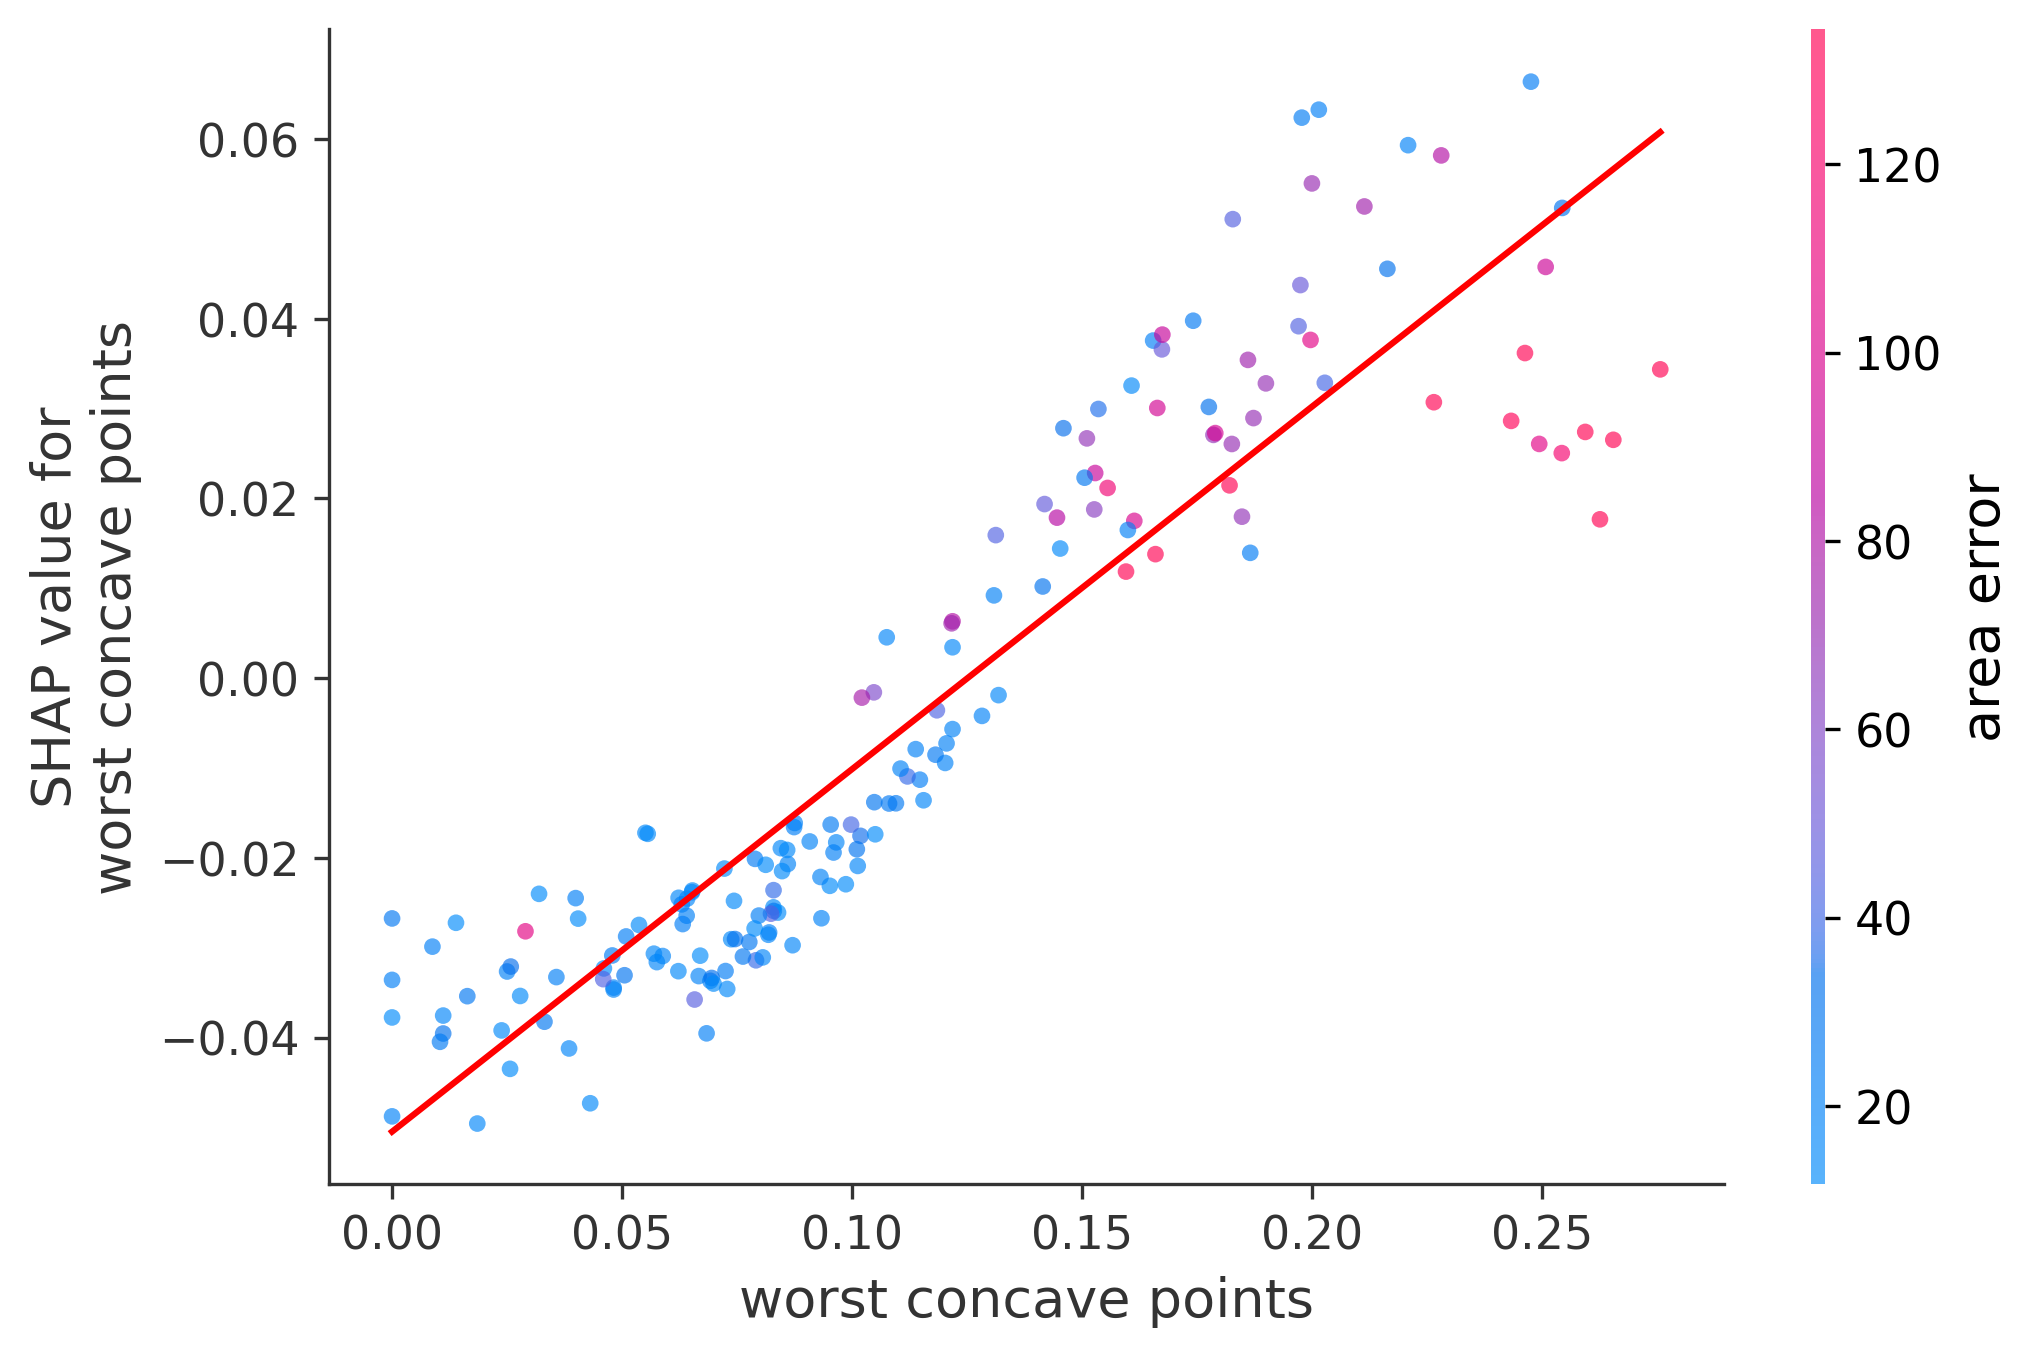 SHAP value for
worst concave points
0.06
0.04
0.02
0.00
−0.02
−0.04
0.00 0.05 0.10 0.15 0.20 0.25
worst concave points
120
100
80
60
40
20
area error